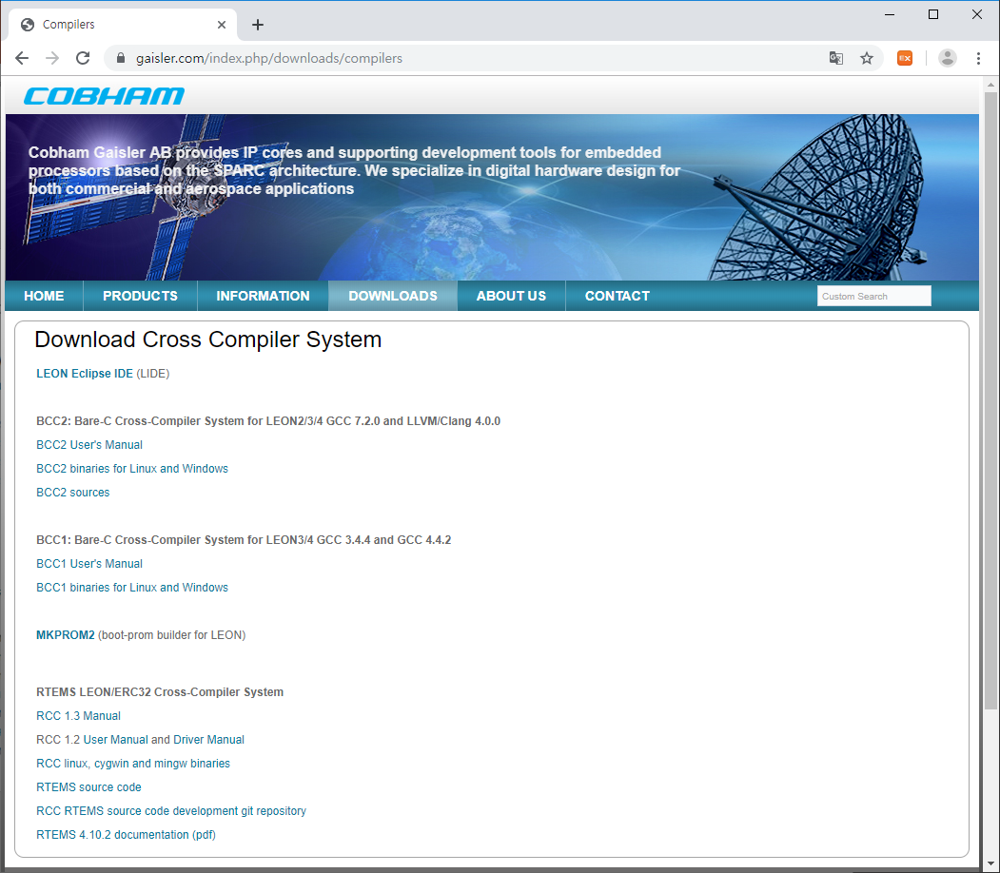 Compilers
gaisler.com/index.php/downloads/compilers
EX
COBHAM
Cobham Gaisler AB provides IP cores and supporting development tools for embedded
processors based on the SPARC architecture. We specialize in digital hardware design for
both commercial and aerospace applications
HOME PRODUCTS INFORMATION DOWNLOADS ABOUT US CONTACT Custom Search
Download Cross Compiler System
LEON Eclipse IDE (LIDE)
BCC2: Bare-C Cross-Compiler System for LEON2/3/4 GCC 7.2.0 and LLVM/Clang 4.0.0
BCC2 User's Manual
BCC2 binaries for Linux and Windows
BCC2 sources
BCC1: Bare-C Cross-Compiler System for LEON3/4 GCC 3.4.4 and GCC 4.4.2
BCC1 User's Manual
BCC1 binaries for Linux and Windows
MKPROM2 (boot-prom builder for LEON)
RTEMS LEON/ERC32 Cross-Compiler System
RCC 1.3 Manual
RCC 1.2 User Manual and Driver Manual
RCC linux, cygwin and mingw binaries
RTEMS source code
RCC RTEMS source code development git repository
RTEMS 4.10.2 documentation (pdf)